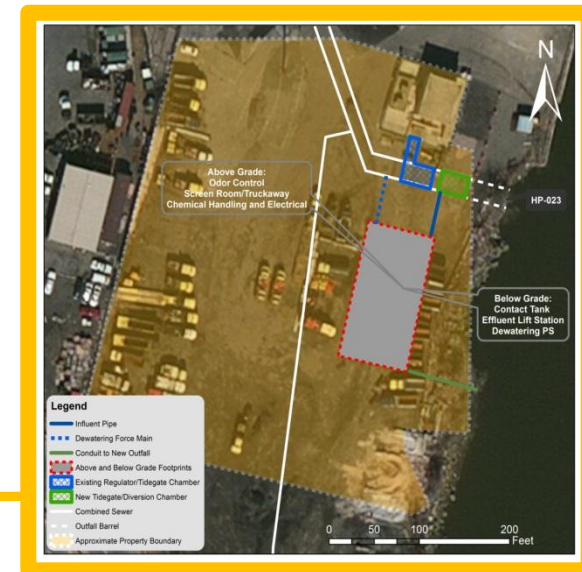 N
HP-023
Above Grade:
Odor Control
Screen Room/Truckaway
Chemical Handling and Electrical
Below Grade:
Contact Tank
Effluent Lift Station
Dewatering PS
Legend
Influent Pipe
Dewatering Force Main
Conduit to New Outfall
Above and Below Grade Footprints
Existing Regulator/Tidegate Chamber
New Tidegate/Diversion Chamber
Combined Sewer
Outfall Barrel
Approximate Property Boundary
0 50 100 200
Feet